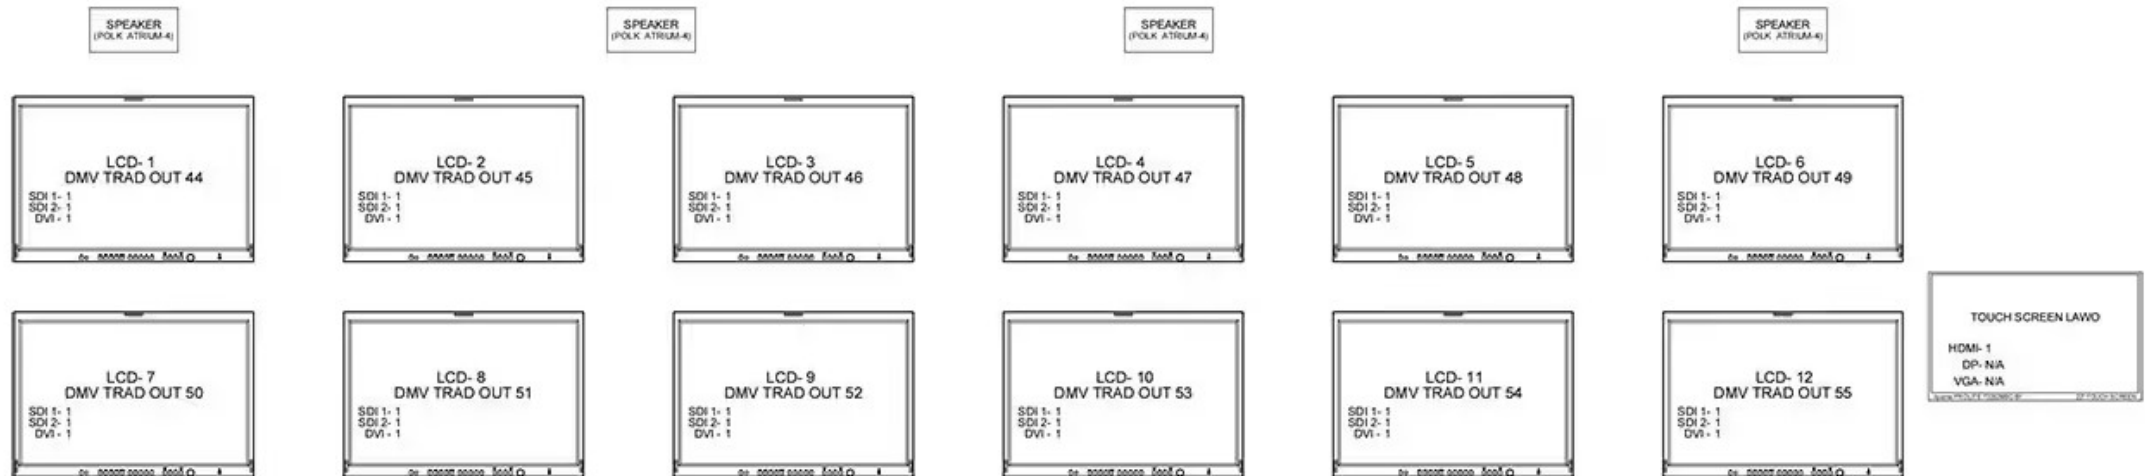 SPEAKER
(POLK ATRIUM-4)
SPEAKER
(POLK ATRIUM-4)
SPEAKER
(POLK ATRIUM-4)
SPEAKER
(POLK ATRIUM-4)
LCD- 1
DMV TRAD OUT 44
SDI 1- 1
SDI 2- 1
DVI - 1
LCD- 2
DMV TRAD OUT 45
SDI 1- 1
SDI 2- 1
DVI - 1
LCD- 3
DMV TRAD OUT 46
SDI 1- 1
SDI 2- 1
DVI - 1
LCD- 4
DMV TRAD OUT 47
SDI 1- 1
SDI 2- 1
DVI - 1
LCD- 5
DMV TRAD OUT 48
SDI 1- 1
SDI 2- 1
DVI - 1
LCD- 6
DMV TRAD OUT 49
SDI 1- 1
SDI 2- 1
DVI - 1
LCD- 7
DMV TRAD OUT 50
SDI 1- 1
SDI 2- 1
DVI - 1
LCD- 8
DMV TRAD OUT 51
SDI 1- 1
SDI 2- 1
DVI - 1
LCD- 9
DMV TRAD OUT 52
SDI 1- 1
SDI 2- 1
DVI - 1
LCD- 10
DMV TRAD OUT 53
SDI 1- 1
SDI 2- 1
DVI - 1
LCD- 11
DMV TRAD OUT 54
SDI 1- 1
SDI 2- 1
DVI - 1
LCD- 12
DMV TRAD OUT 55
SDI 1- 1
SDI 2- 1
DVI - 1
TOUCH SCREEN LAWO
HDMI- 1
DP- N/A
VGA- N/A
TOUCH SCREEN